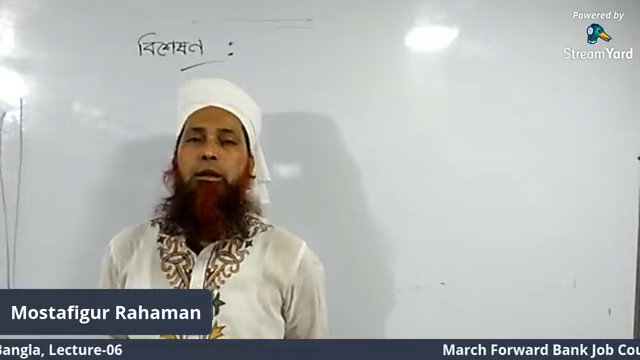 Powered by
StreamYard
বিশেষণ :
Mostafigur Rahaman
Bangla, Lecture-06
March Forward Bank Job Cou